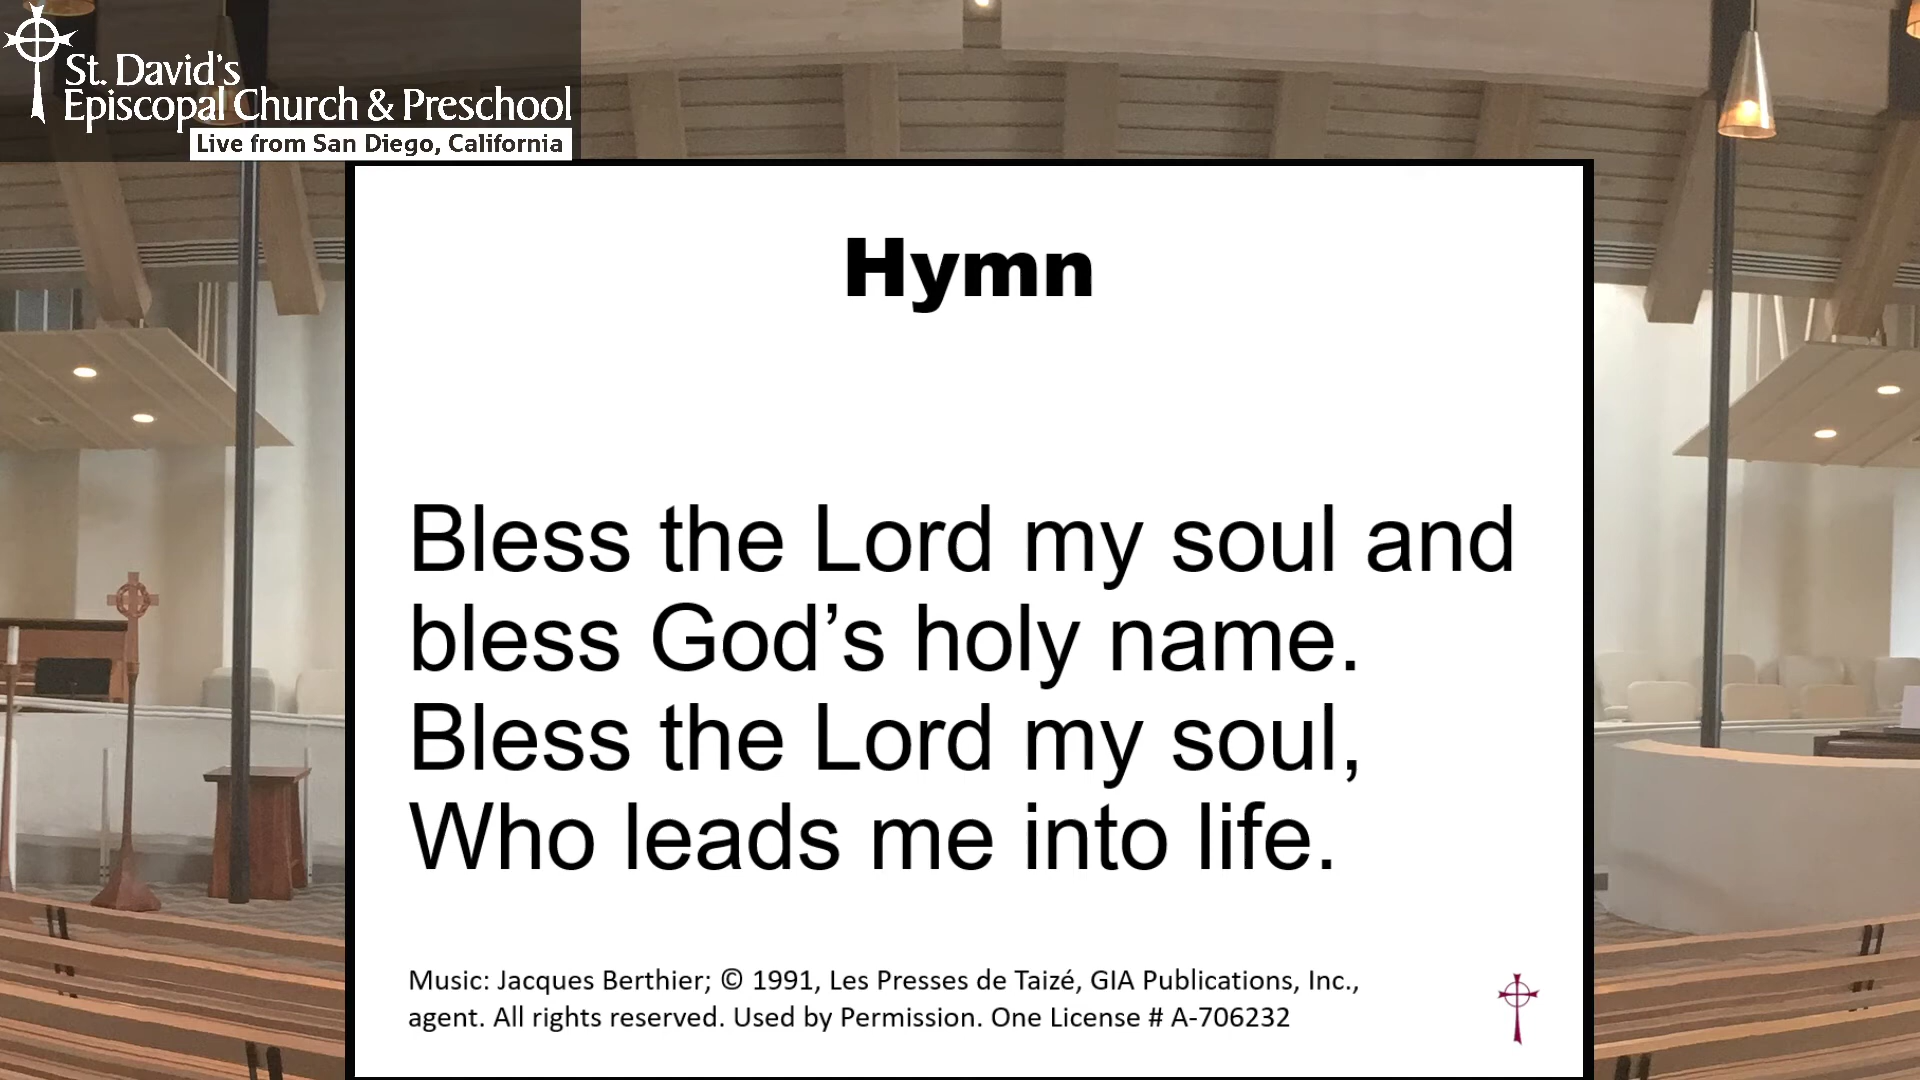 St. David's
Episcopal Church & Preschool
Live from San Diego, California
Hymn
Bless the Lord my soul and
bless God’s holy name.
Bless the Lord my soul,
Who leads me into life.
Music: Jacques Berthier; © 1991, Les Presses de Taizé, GIA Publications, Inc.,
agent. All rights reserved. Used by Permission. One License # A-706232